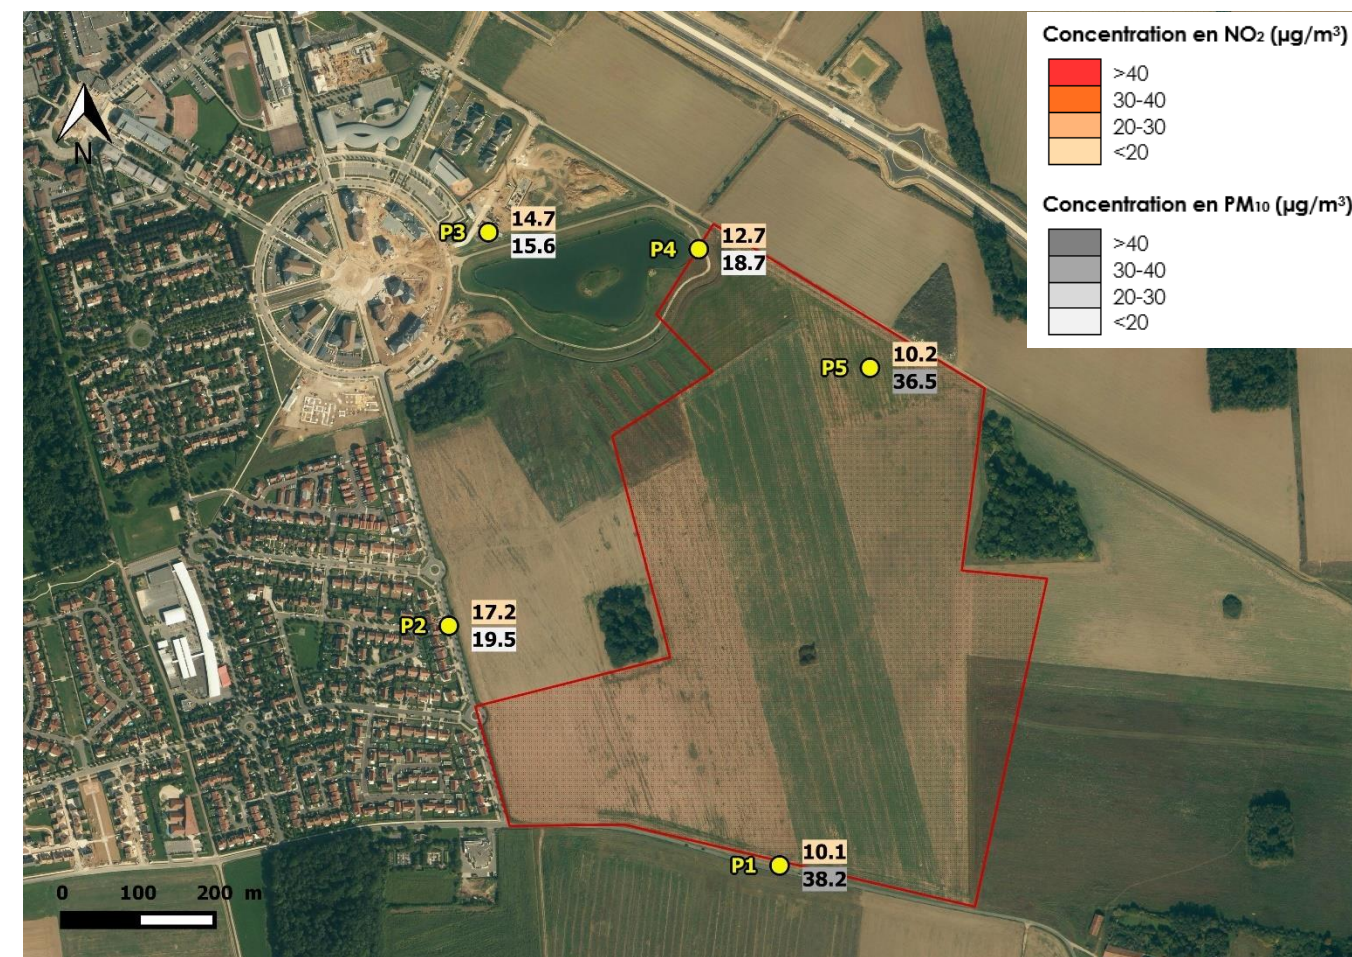 Concentration en NO₂ (µg/m³)
>40
30-40
20-30
<20
Concentration en PM₁₀ (µg/m³)
>40
30-40
20-30
<20
N
P3
14.7
15.6
P4
12.7
18.7
P5
10.2
36.5
P2
17.2
19.5
P1
10.1
38.2
0 100 200 m